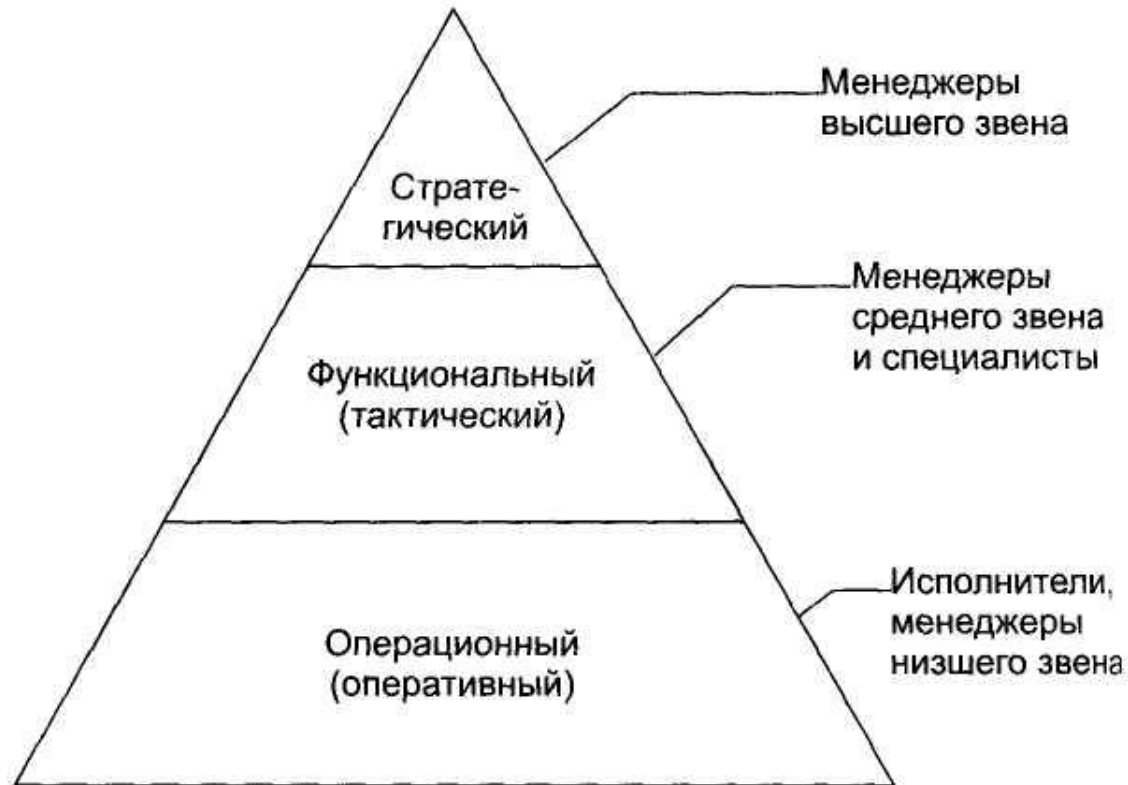 Менеджеры
высшего звена
Страте-
гический
Менеджеры
среднего звена
и специалисты
Функциональный
(тактический)
Исполнители,
менеджеры
низшего звена
Операционный
(оперативный)